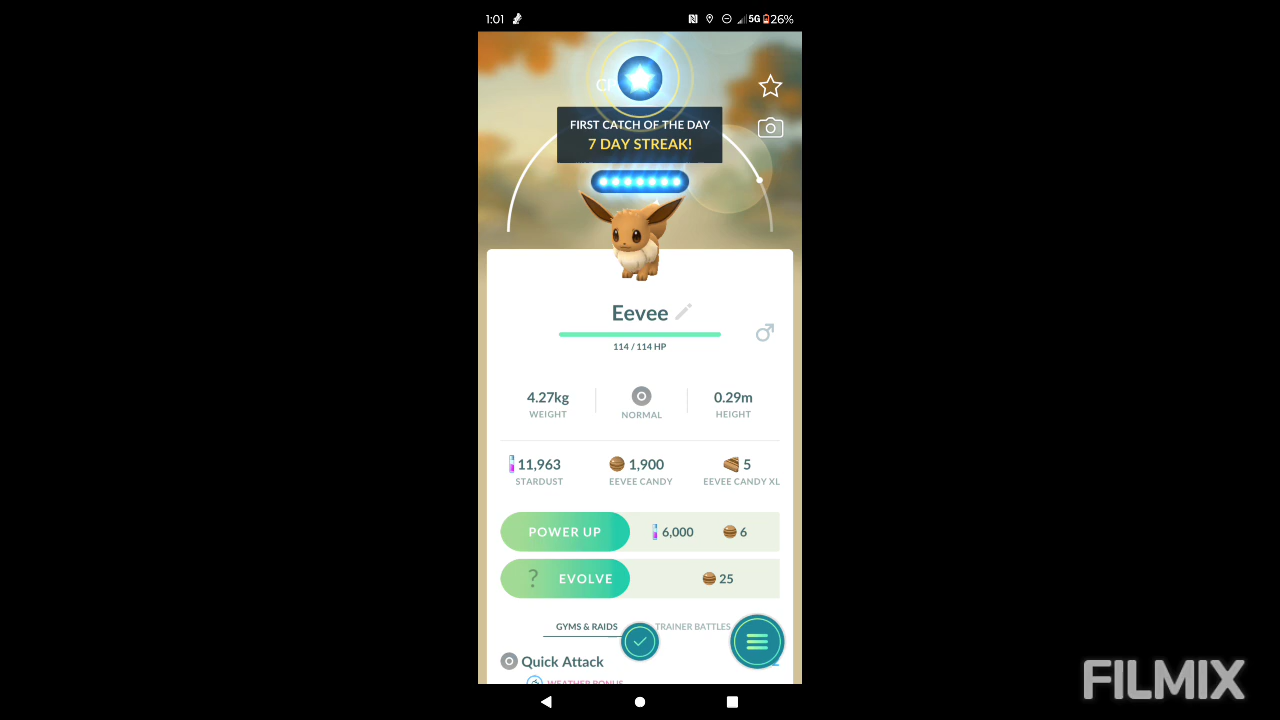 1:01 5G 26%
CP
FIRST CATCH OF THE DAY
7 DAY STREAK!
Eevee
114 / 114 HP
4.27kg 0.29m
WEIGHT NORMAL HEIGHT
11,963 1,900 5
STARDUST EEVEE CANDY EEVEE CANDY XL
POWER UP 6,000 6
? EVOLVE 25
GYMS & RAIDS TRAINER BATTLES
Quick Attack
WEATHER BONUS
FILMIX